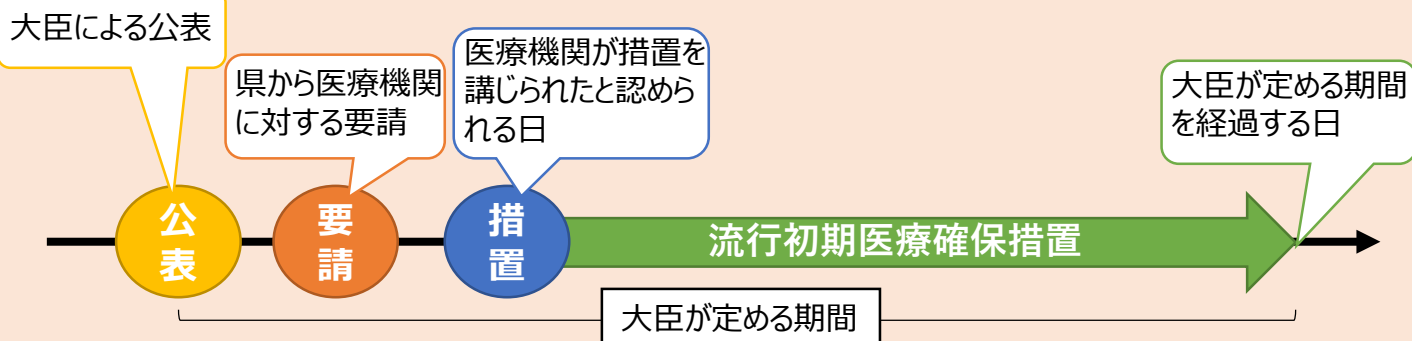 大臣による公表
県から医療機関
に対する要請
医療機関が措置を
講じられたと認めら
れる日
大臣が定める期間
を経過する日
公
表
要
請
措
置
流行初期医療確保措置
大臣が定める期間